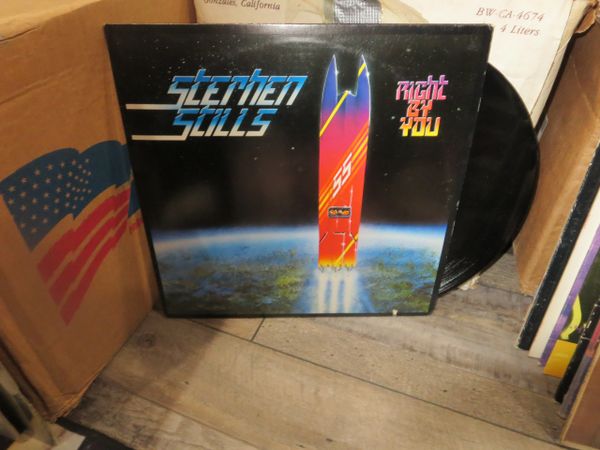 Gonzales, California
BW-CA-4674
4 Liters
STEPHEN
STILLS
RIGHT
BY
YOU
SS